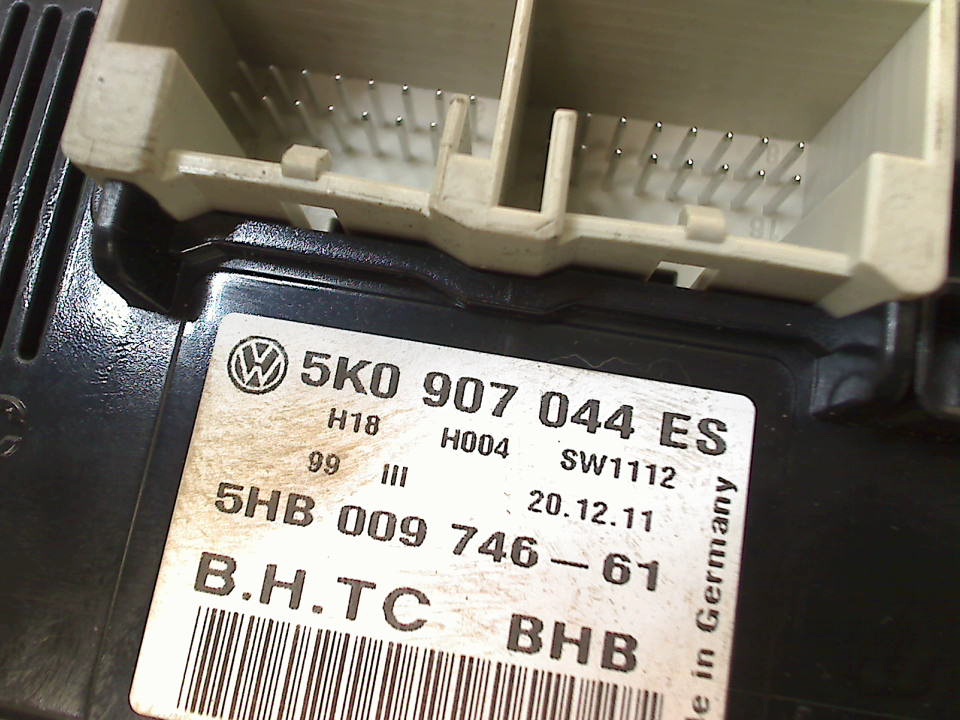 18
5K0 907 044 ES
H18 H004 SW1112
99 III 20.12.11
5HB 009 746-61
B.H.TC BHB
in Germany